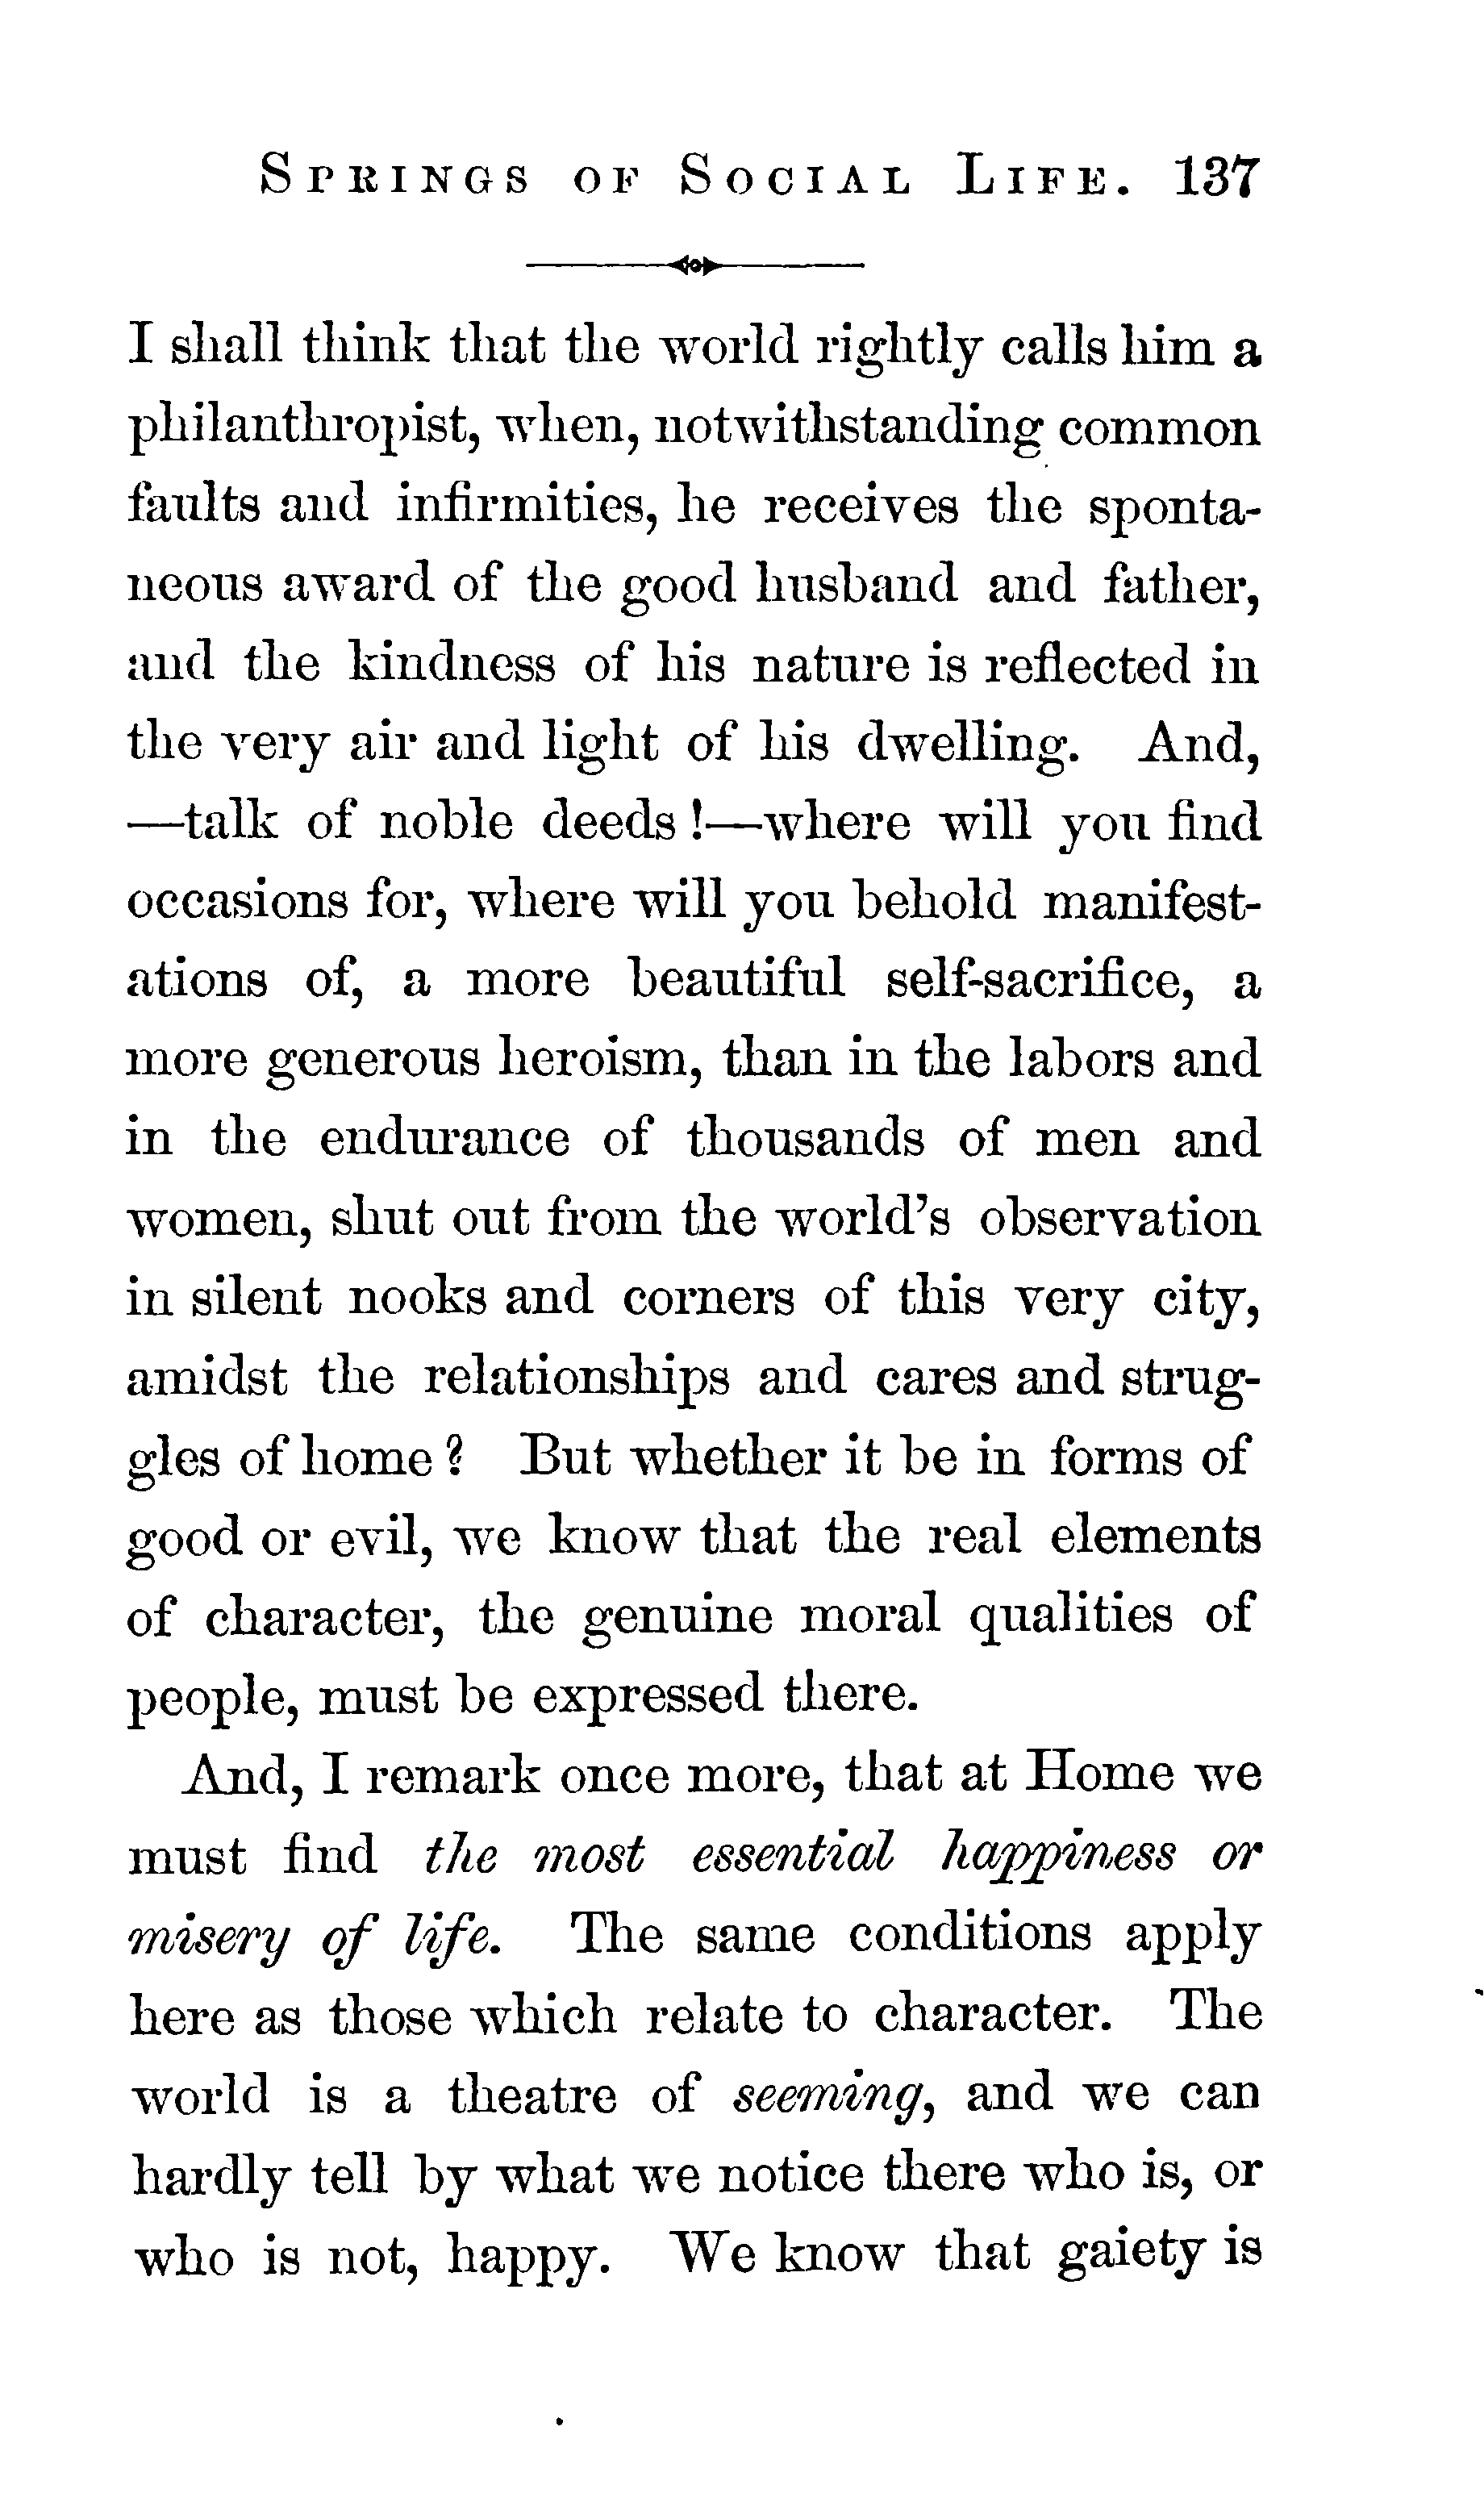 SPRINGS OF SOCIAL LIFE. 137
I shall think that the world rightly calls him a
philanthropist, when, notwithstanding common
faults and infirmities, he receives the sponta-
neous award of the good husband and father,
and the kindness of his nature is reflected in
the very air and light of his dwelling. And,
—talk of noble deeds !—where will you find
occasions for, where will you behold manifest-
ations of, a more beautiful self-sacrifice, a
more generous heroism, than in the labors and
in the endurance of thousands of men and
women, shut out from the world's observation
in silent nooks and corners of this very city,
amidst the relationships and cares and strug-
gles of home ? But whether it be in forms of
good or evil, we know that the real elements
of character, the genuine moral qualities of
people, must be expressed there.
And, I remark once more, that at Home we
must find the most essential happiness or
misery of life. The same conditions apply
here as those which relate to character. The
world is a theatre of seeming, and we can
hardly tell by what we notice there who is, or
who is not, happy. We know that gaiety is